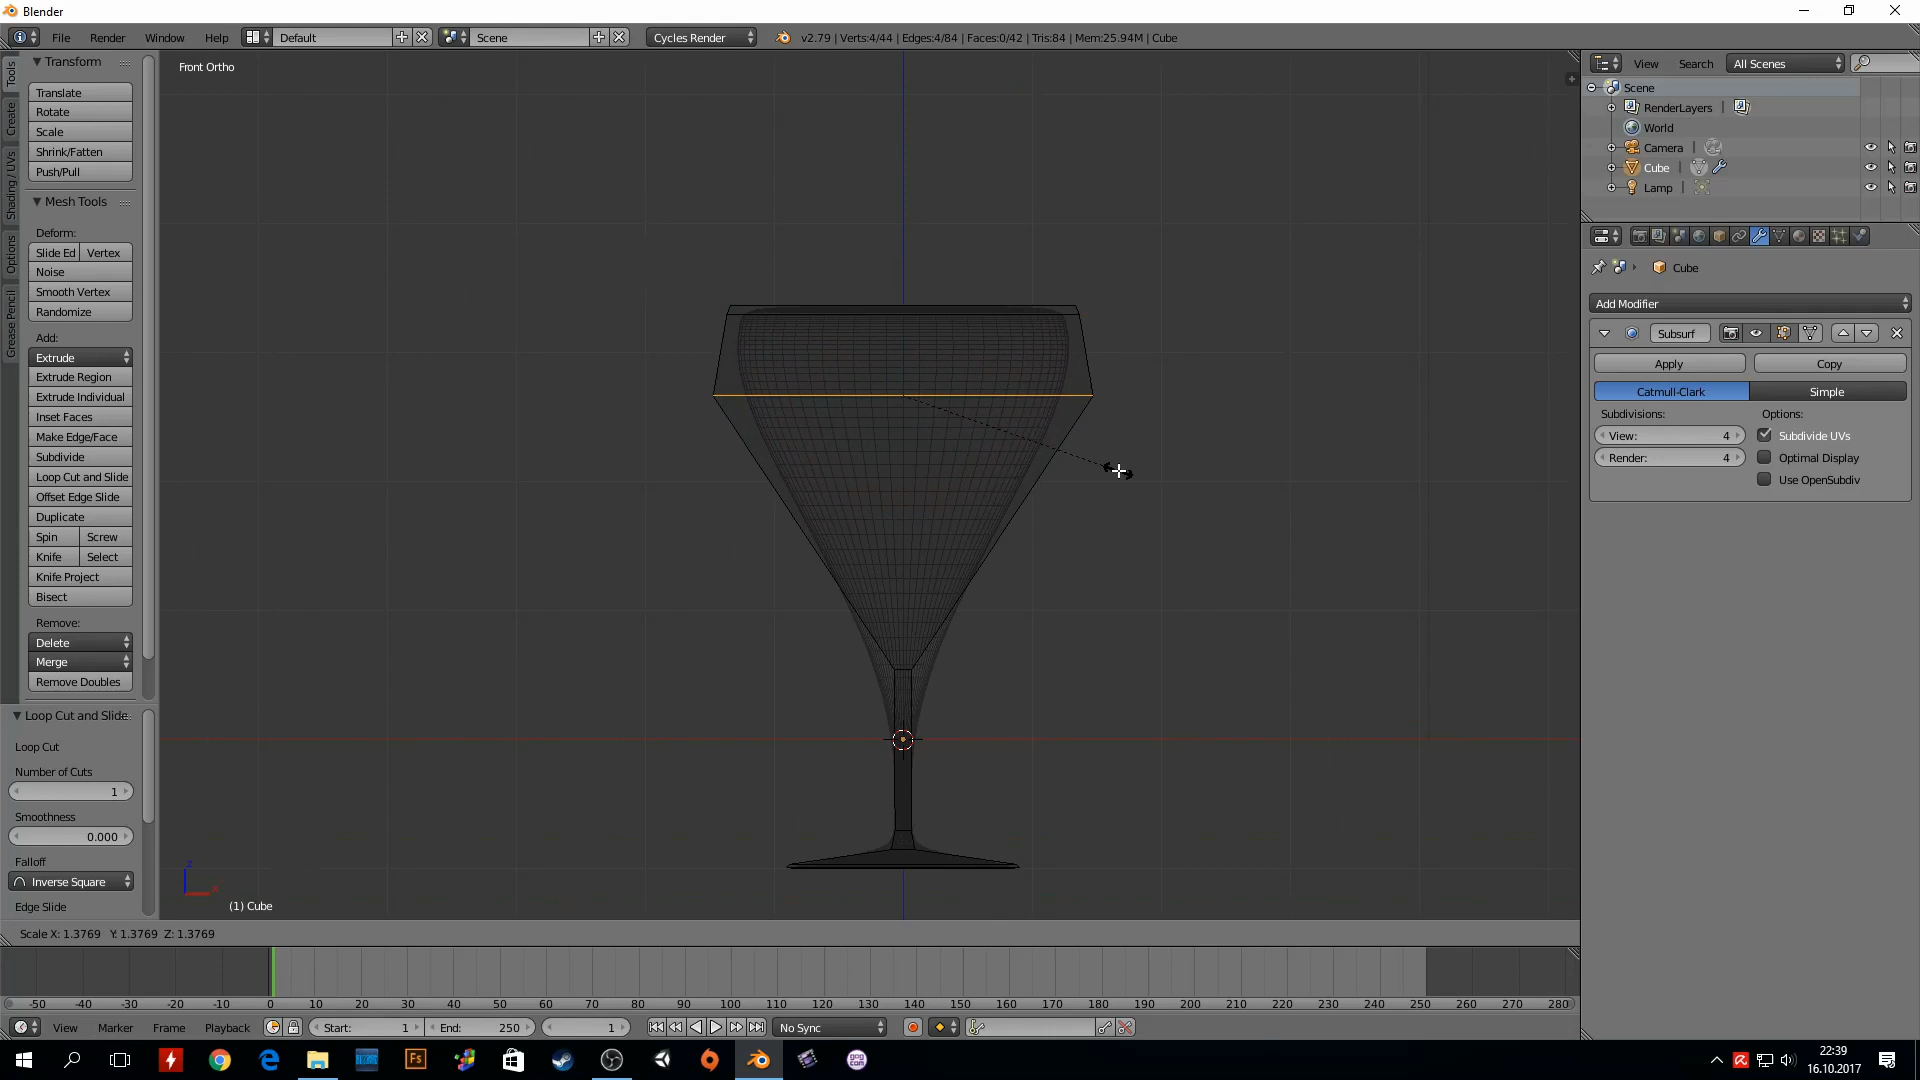 Blender
File Render Window Help Default Scene Cycles Render v2.79 | Verts:4/44 | Edges:4/84 | Faces:0/42 | Tris:84 | Mem:25.94M | Cube
Tools
Create
Shading / UVs
Options
Grease Pencil
Transform
Translate
Rotate
Scale
Shrink/Fatten
Push/Pull
Mesh Tools
Deform:
Slide Ed Vertex
Noise
Smooth Vertex
Randomize
Add:
Extrude
Extrude Region
Extrude Individual
Inset Faces
Make Edge/Face
Subdivide
Loop Cut and Slide
Offset Edge Slide
Duplicate
Spin Screw
Knife Select
Knife Project
Bisect
Remove:
Delete
Merge
Remove Doubles
Loop Cut and Slide
Loop Cut
Number of Cuts
1
Smoothness
0.000
Falloff
Inverse Square
Edge Slide
Front Ortho
z
x
(1) Cube
Scale X: 1.3769 Y: 1.3769 Z: 1.3769
View Search All Scenes
Scene
RenderLayers |
World
Camera |
Cube |
Lamp |
Cube
Add Modifier
Subsurf
Apply Copy
Catmull-Clark Simple
Subdivisions: Options:
View: 4 Subdivide UVs
Render: 4 Optimal Display
Use OpenSubdiv
-50 -40 -30 -20 -10 0 10 20 30 40 50 60 70 80 90 100 110 120 130 140 150 160 170 180 190 200 210 220 230 240 250 260 270 280
View Marker Frame Playback Start: 1 End: 250 1 No Sync
Fs
GOG
COM
22:39
16.10.2017